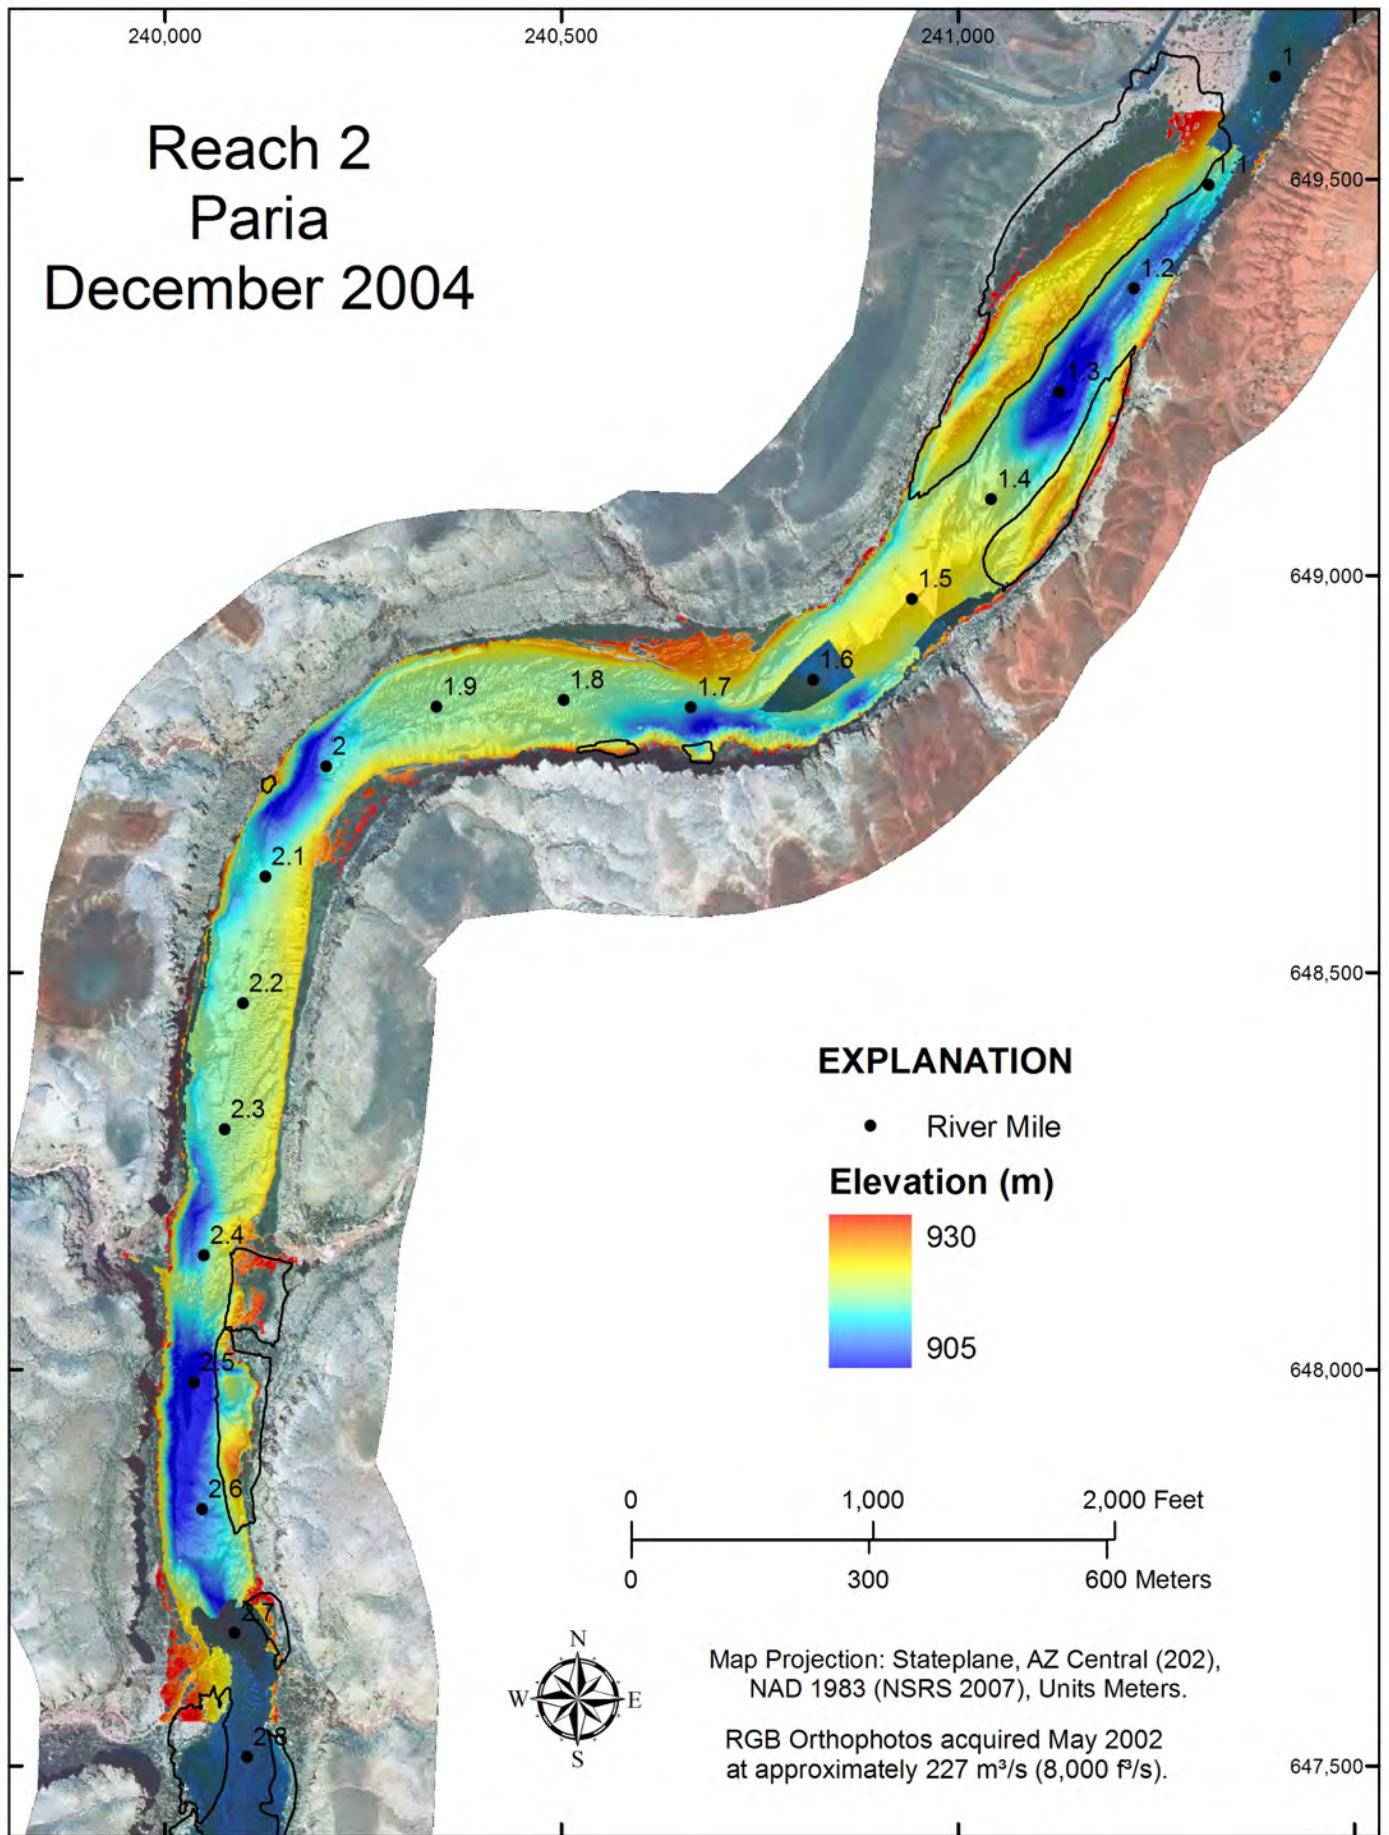 240,000
240,500
241,000
Reach 2
Paria
December 2004
1
1.1
649,500
1.2
1.3
1.4
1.5
649,000
1.6
1.7
1.8
1.9
2
2.1
2.2
648,500
2.3
2.4
2.5
648,000
2.6
2.7
2.8
647,500
EXPLANATION
River Mile
Elevation (m)
930
905
0 1,000 2,000 Feet
0 300 600 Meters
N
W E
S
Map Projection: Stateplane, AZ Central (202),
NAD 1983 (NSRS 2007), Units Meters.
RGB Orthophotos acquired May 2002
at approximately 227 m³/s (8,000 f³/s).